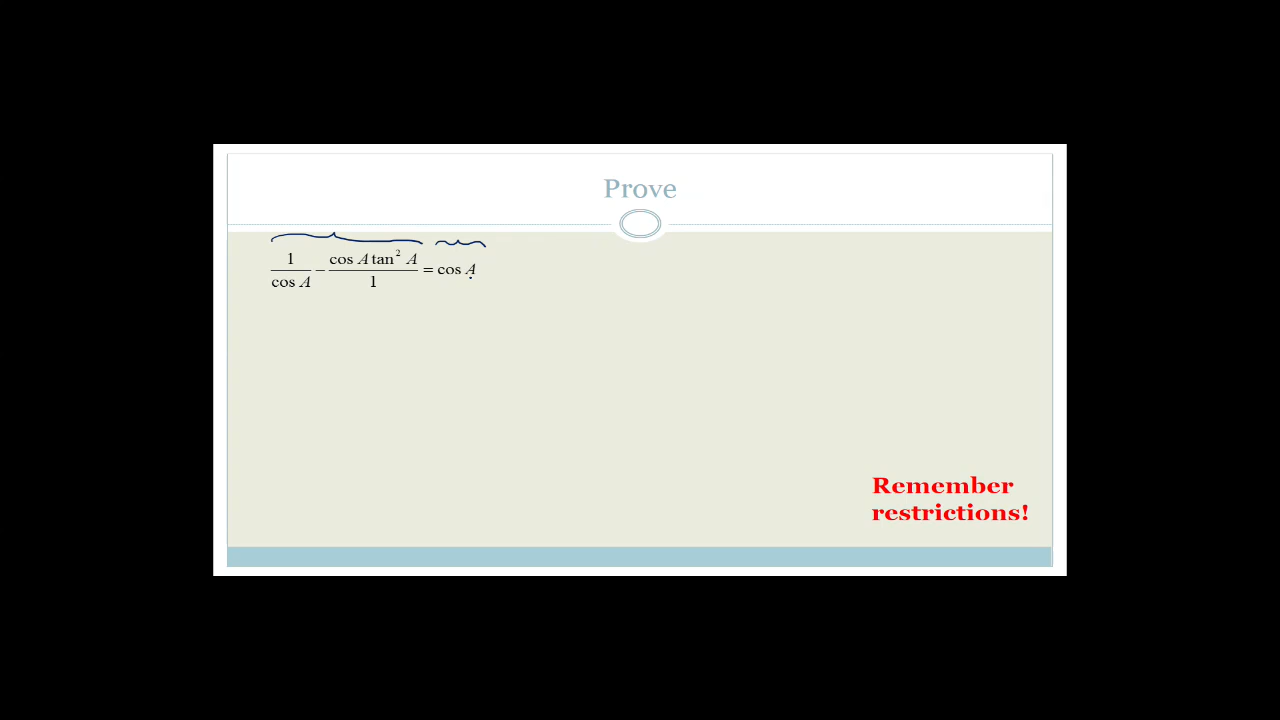 Prove
1/cos A − cos A tan² A/1 = cos A
Remember
restrictions!